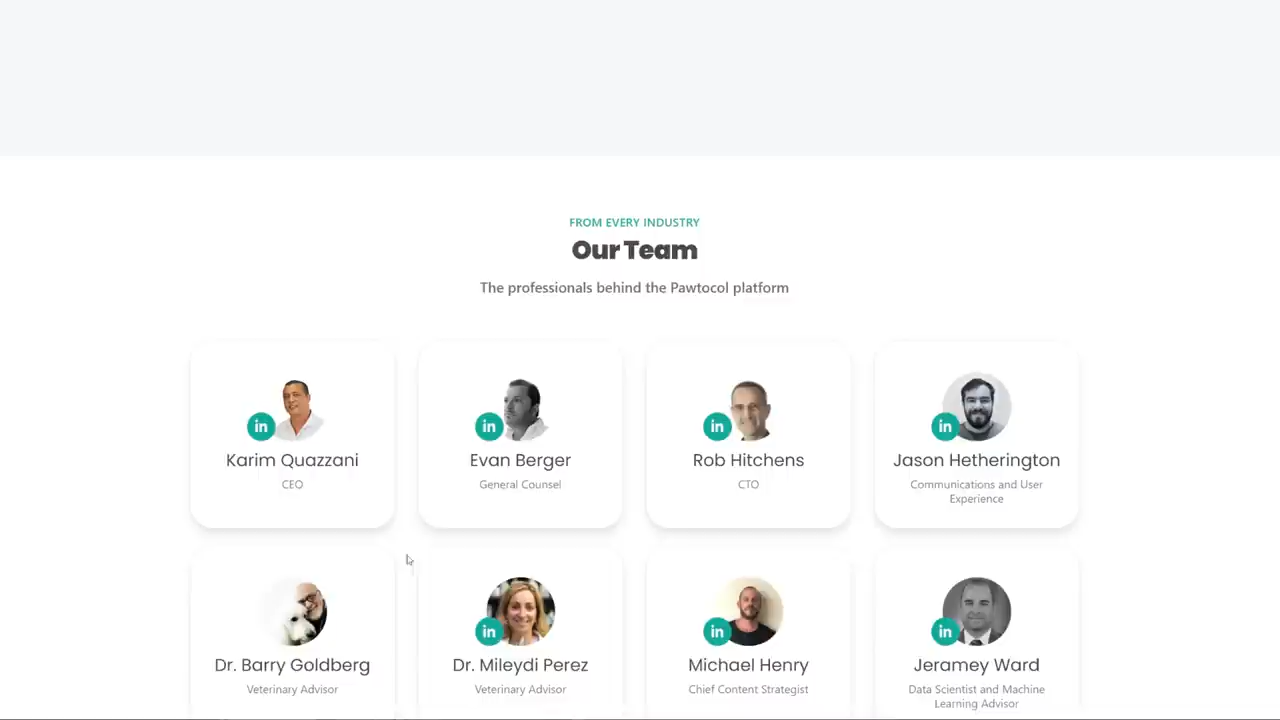 FROM EVERY INDUSTRY
Our Team
The professionals behind the Pawtocol platform
in
in
in
in
Karim Quazzani
Evan Berger
Rob Hitchens
Jason Hetherington
CEO
General Counsel
CTO
Communications and User
Experience
in
in
in
Dr. Barry Goldberg
Dr. Mileydi Perez
Michael Henry
Jeramey Ward
Veterinary Advisor
Veterinary Advisor
Chief Content Strategist
Data Scientist and Machine
Learning Advisor